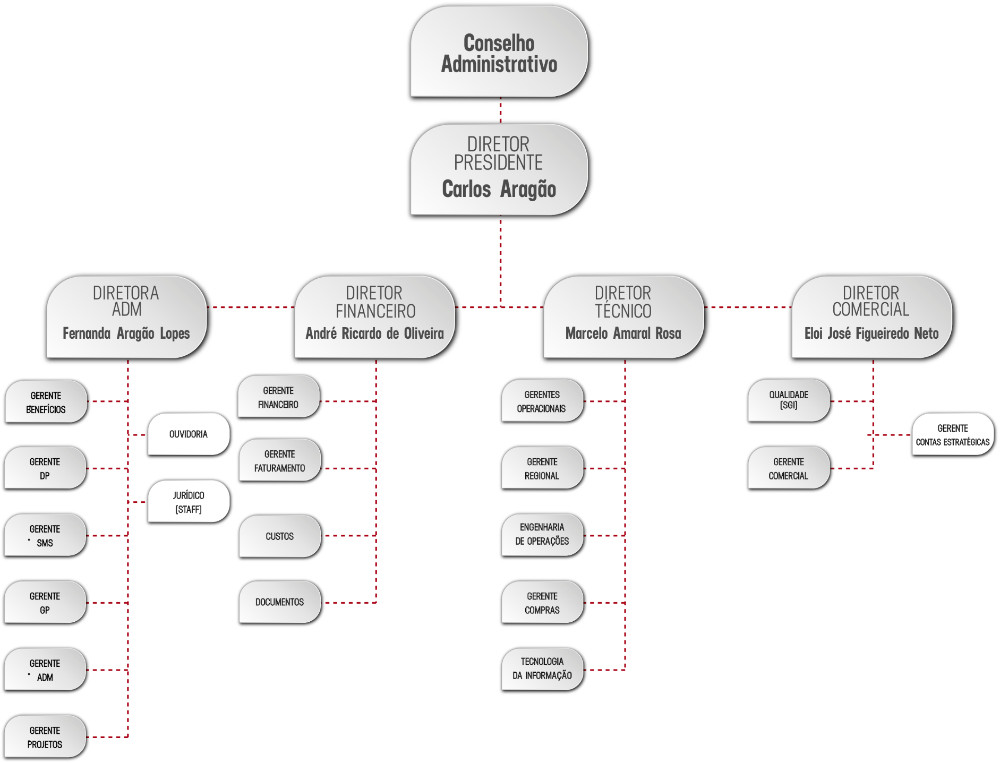 Conselho
Administrativo
DIRETOR
PRESIDENTE
Carlos Aragão
DIRETORA
ADM
Fernanda Aragão Lopes
DIRETOR
FINANCEIRO
André Ricardo de Oliveira
DIRETOR
TÉCNICO
Marcelo Amaral Rosa
DIRETOR
COMERCIAL
Eloi José Figueiredo Neto
GERENTE
BENEFÍCIOS
OUVIDORIA
GERENTE
DP
JURÍDICO
(STAFF)
GERENTE
SMS
GERENTE
GP
GERENTE
ADM
GERENTE
PROJETOS
GERENTE
FINANCEIRO
GERENTE
FATURAMENTO
CUSTOS
DOCUMENTOS
GERENTES
OPERACIONAIS
GERENTE
REGIONAL
ENGENHARIA
DE OPERAÇÕES
GERENTE
COMPRAS
TECNOLOGIA
DA INFORMAÇÃO
QUALIDADE
(SGI)
GERENTE
CONTAS ESTRATÉGICAS
GERENTE
COMERCIAL